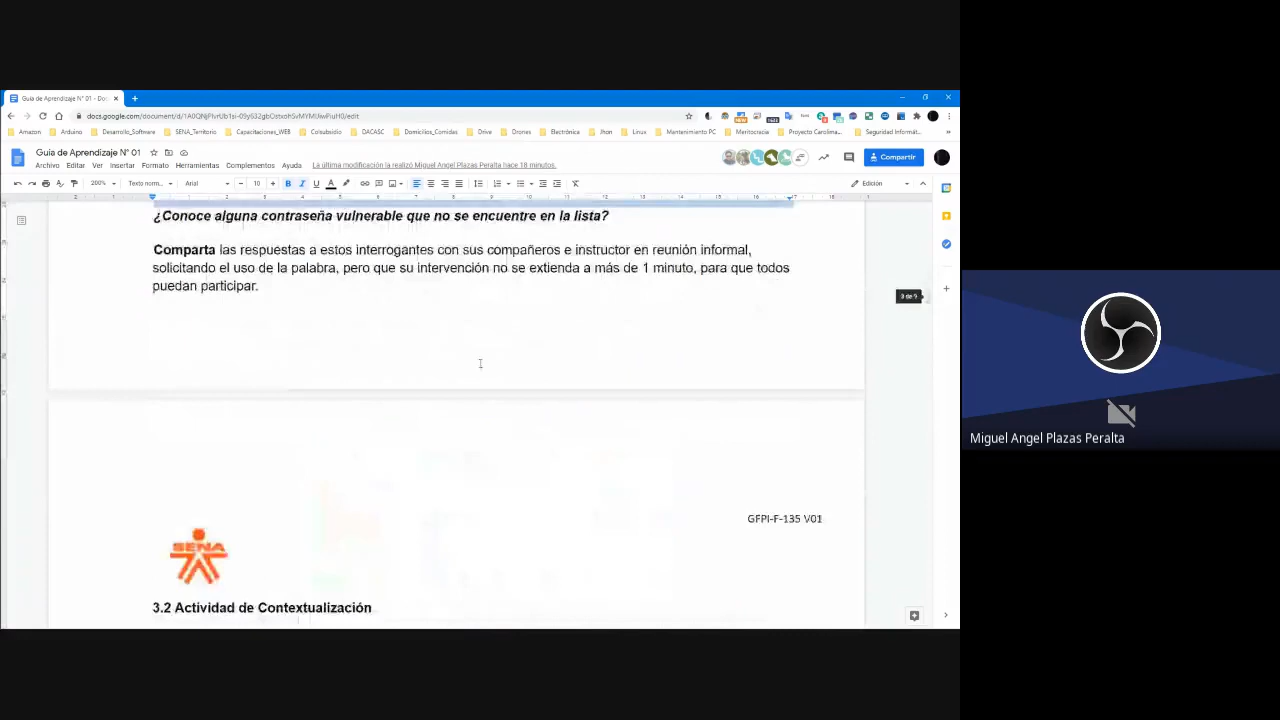 Guía de Aprendizaje N° 01 - Doc
docs.google.com/document/d/
Amazon Arduino Desarrollo_Software SENA_Territorio Capacitaciones_WEB Colsubsidio DACASC Domicilios_Comidas Drive Drones Electrónica Jhon Linux Mantenimiento PC Meritocracia Proyecto Carolina... Seguridad Informát...
Guía de Aprendizaje N° 01
Archivo Editar Ver Insertar Formato Herramientas Complementos Ayuda La última modificación la realizó Miguel Angel Plazas Peralta hace 18 minutos.
Compartir
200% Texto norm... Arial 10 Edición
¿Conoce alguna contraseña vulnerable que no se encuentre en la lista?
Comparta las respuestas a estos interrogantes con sus compañeros e instructor en reunión informal,
solicitando el uso de la palabra, pero que su intervención no se extienda a más de 1 minuto, para que todos
puedan participar.
3 de 9
GFPI-F-135 V01
SENA
3.2 Actividad de Contextualización
Miguel Angel Plazas Peralta